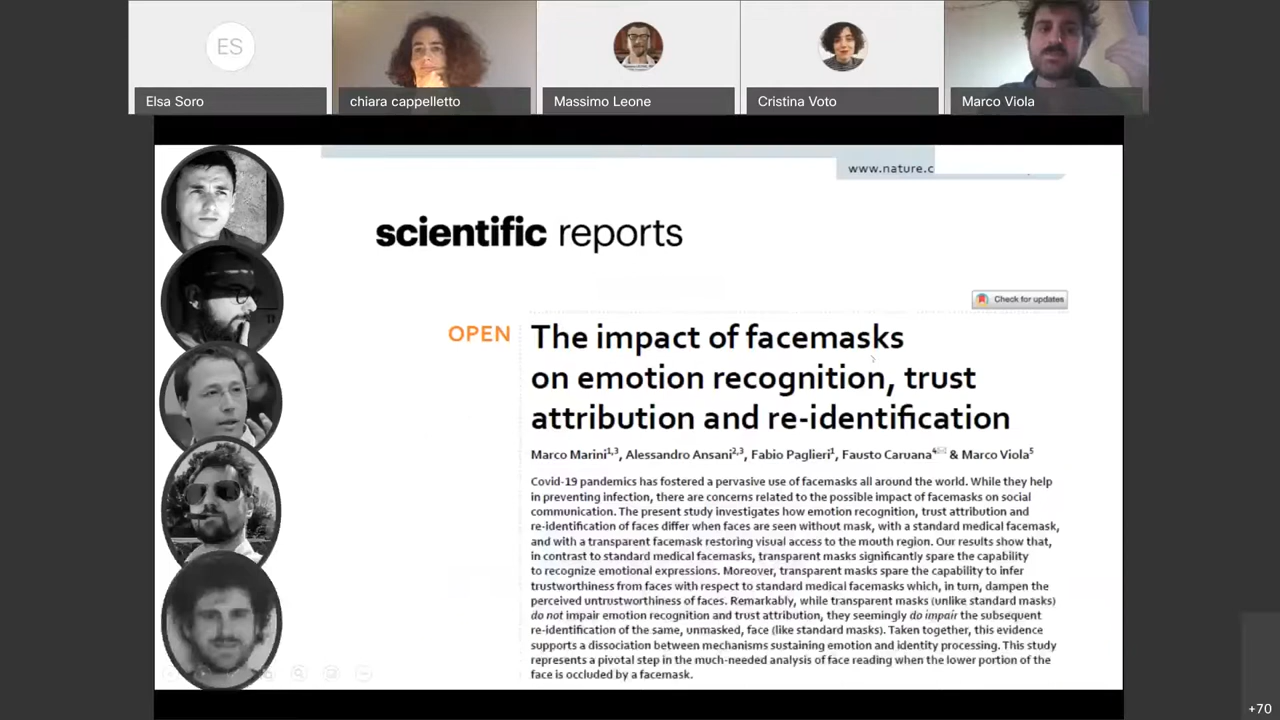 ES
Elsa Soro
chiara cappelletto
Massimo Leone
Cristina Voto
Marco Viola
www.nature.c
scientific reports
Check for updates
OPEN
The impact of facemasks
on emotion recognition, trust
attribution and re-identification
Marco Marini1,3, Alessandro Ansani2,3, Fabio Paglieri1, Fausto Caruana4✉ & Marco Viola5
Covid-19 pandemics has fostered a pervasive use of facemasks all around the world. While they help
in preventing infection, there are concerns related to the possible impact of facemasks on social
communication. The present study investigates how emotion recognition, trust attribution and
re-identification of faces differ when faces are seen without mask, with a standard medical facemask,
and with a transparent facemask restoring visual access to the mouth region. Our results show that,
in contrast to standard medical facemasks, transparent masks significantly spare the capability
to recognize emotional expressions. Moreover, transparent masks spare the capability to infer
trustworthiness from faces with respect to standard medical facemasks which, in turn, dampen the
perceived untrustworthiness of faces. Remarkably, while transparent masks (unlike standard masks)
do not impair emotion recognition and trust attribution, they seemingly do impair the subsequent
re-identification of the same, unmasked, face (like standard masks). Taken together, this evidence
supports a dissociation between mechanisms sustaining emotion and identity processing. This study
represents a pivotal step in the much-needed analysis of face reading when the lower portion of the
face is occluded by a facemask.
+70